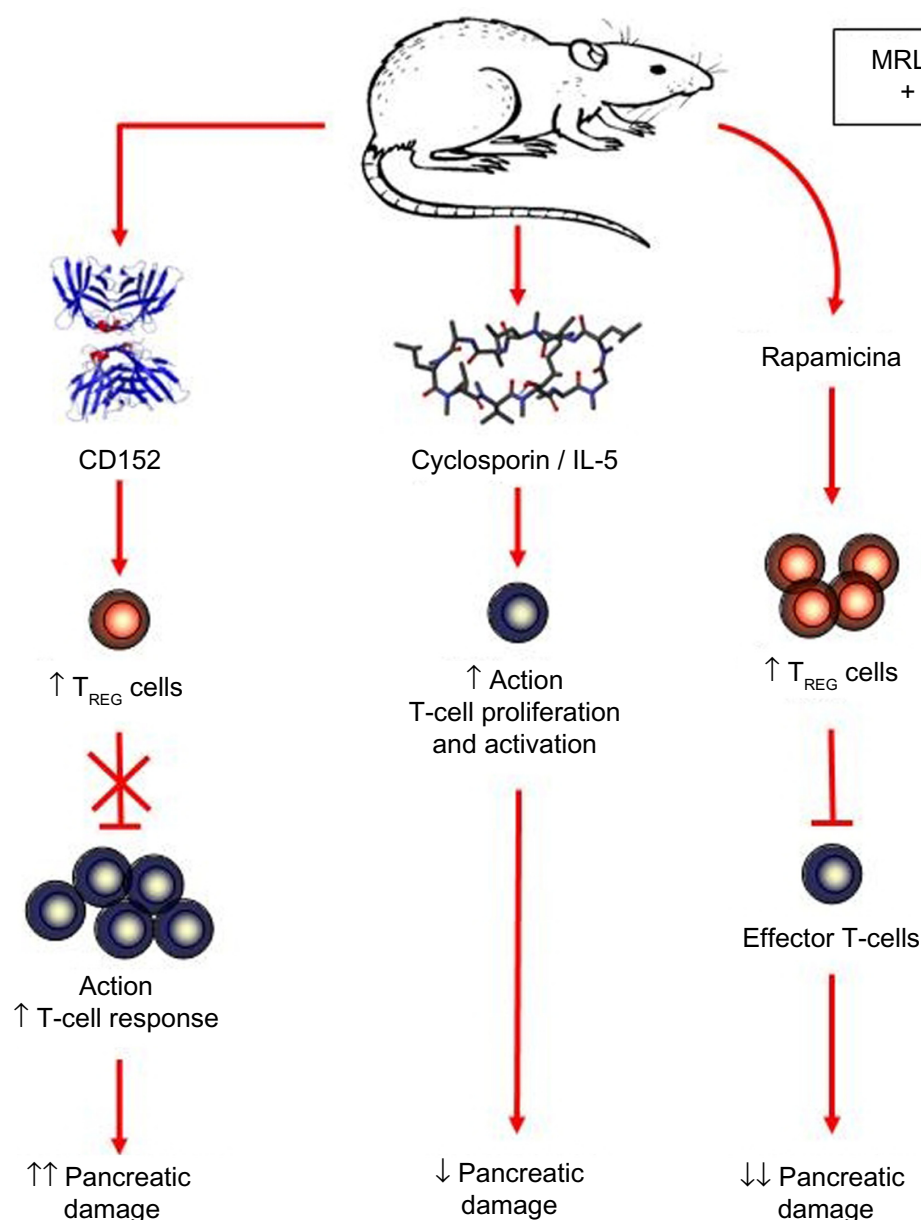 MRL
+
Rapamicina
CD152
Cyclosporin / IL-5
↑ T_REG cells
↑ Action
T-cell proliferation
and activation
↑ T_REG cells
Effector T-cells
Action
↑ T-cell response
↑↑ Pancreatic
damage
↓ Pancreatic
damage
↓↓ Pancreatic
damage